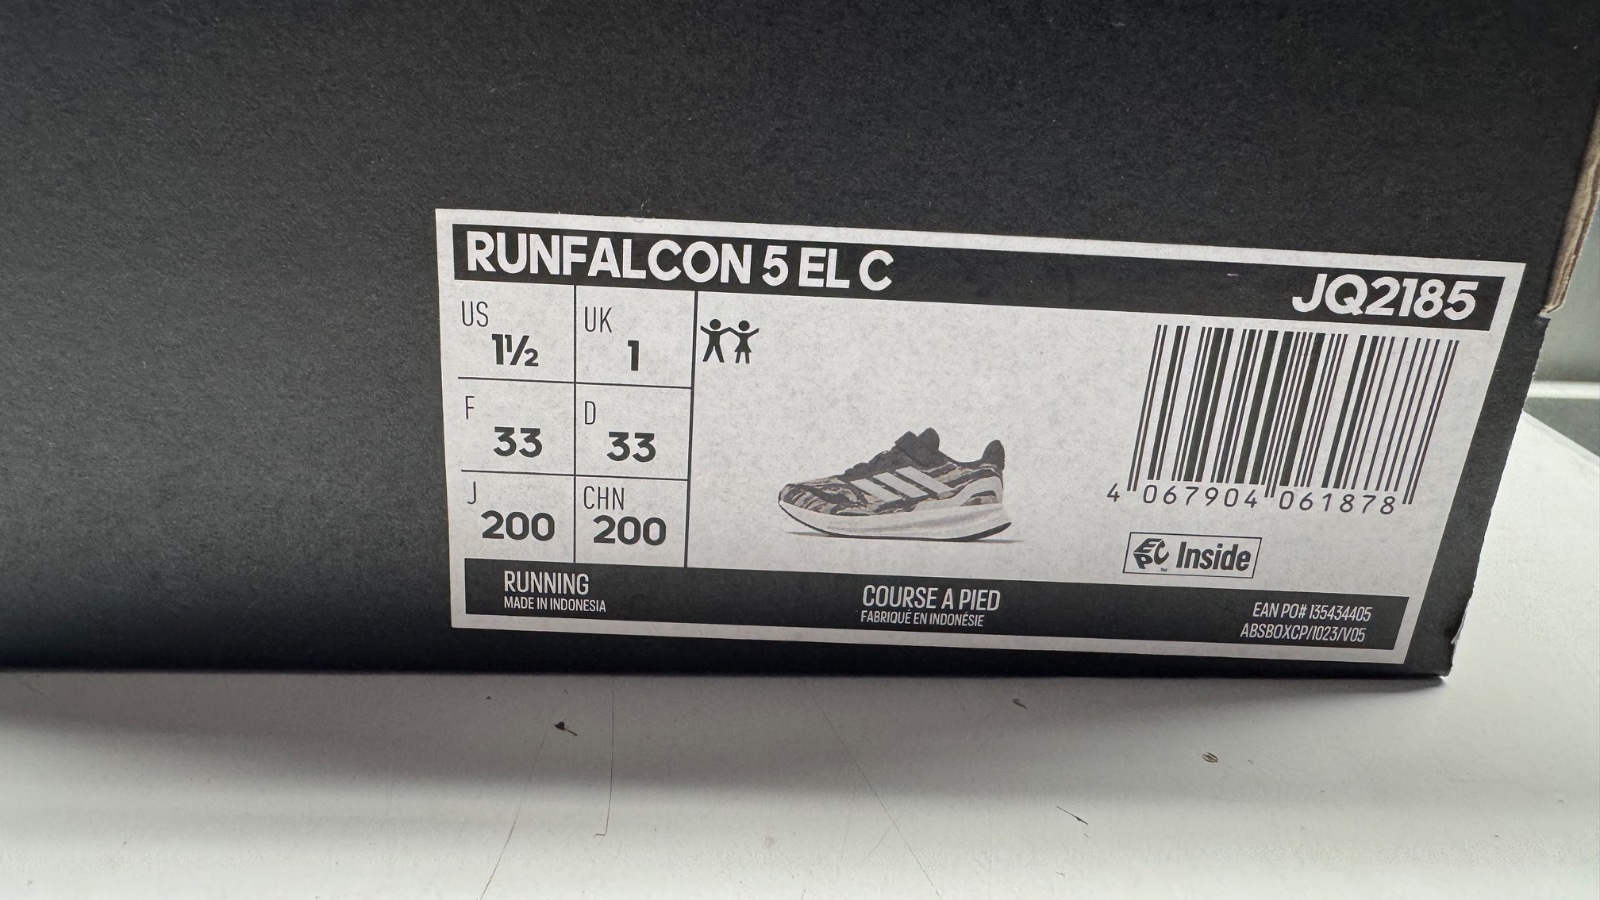 RUNFALCON 5 EL C
JQ2185
US
1½
UK
1
F
33
D
33
J
200
CHN
200
4 067904 061878
EPC Inside
RUNNING
MADE IN INDONESIA
COURSE A PIED
FABRIQUÉ EN INDONÉSIE
EAN PO# 135434405
ABSBOXCP/1023/V05